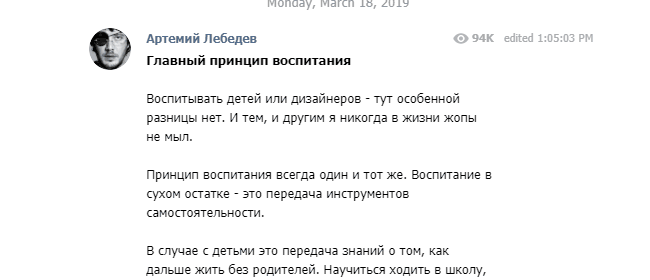 Monday, March 18, 2019
Артемий Лебедев 94K edited 1:05:03 PM
Главный принцип воспитания
Воспитывать детей или дизайнеров - тут особенной
разницы нет. И тем, и другим я никогда в жизни жопы
не мыл.
Принцип воспитания всегда один и тот же. Воспитание в
сухом остатке - это передача инструментов
самостоятельности.
В случае с детьми это передача знаний о том, как
дальше жить без родителей. Научиться ходить в школу,